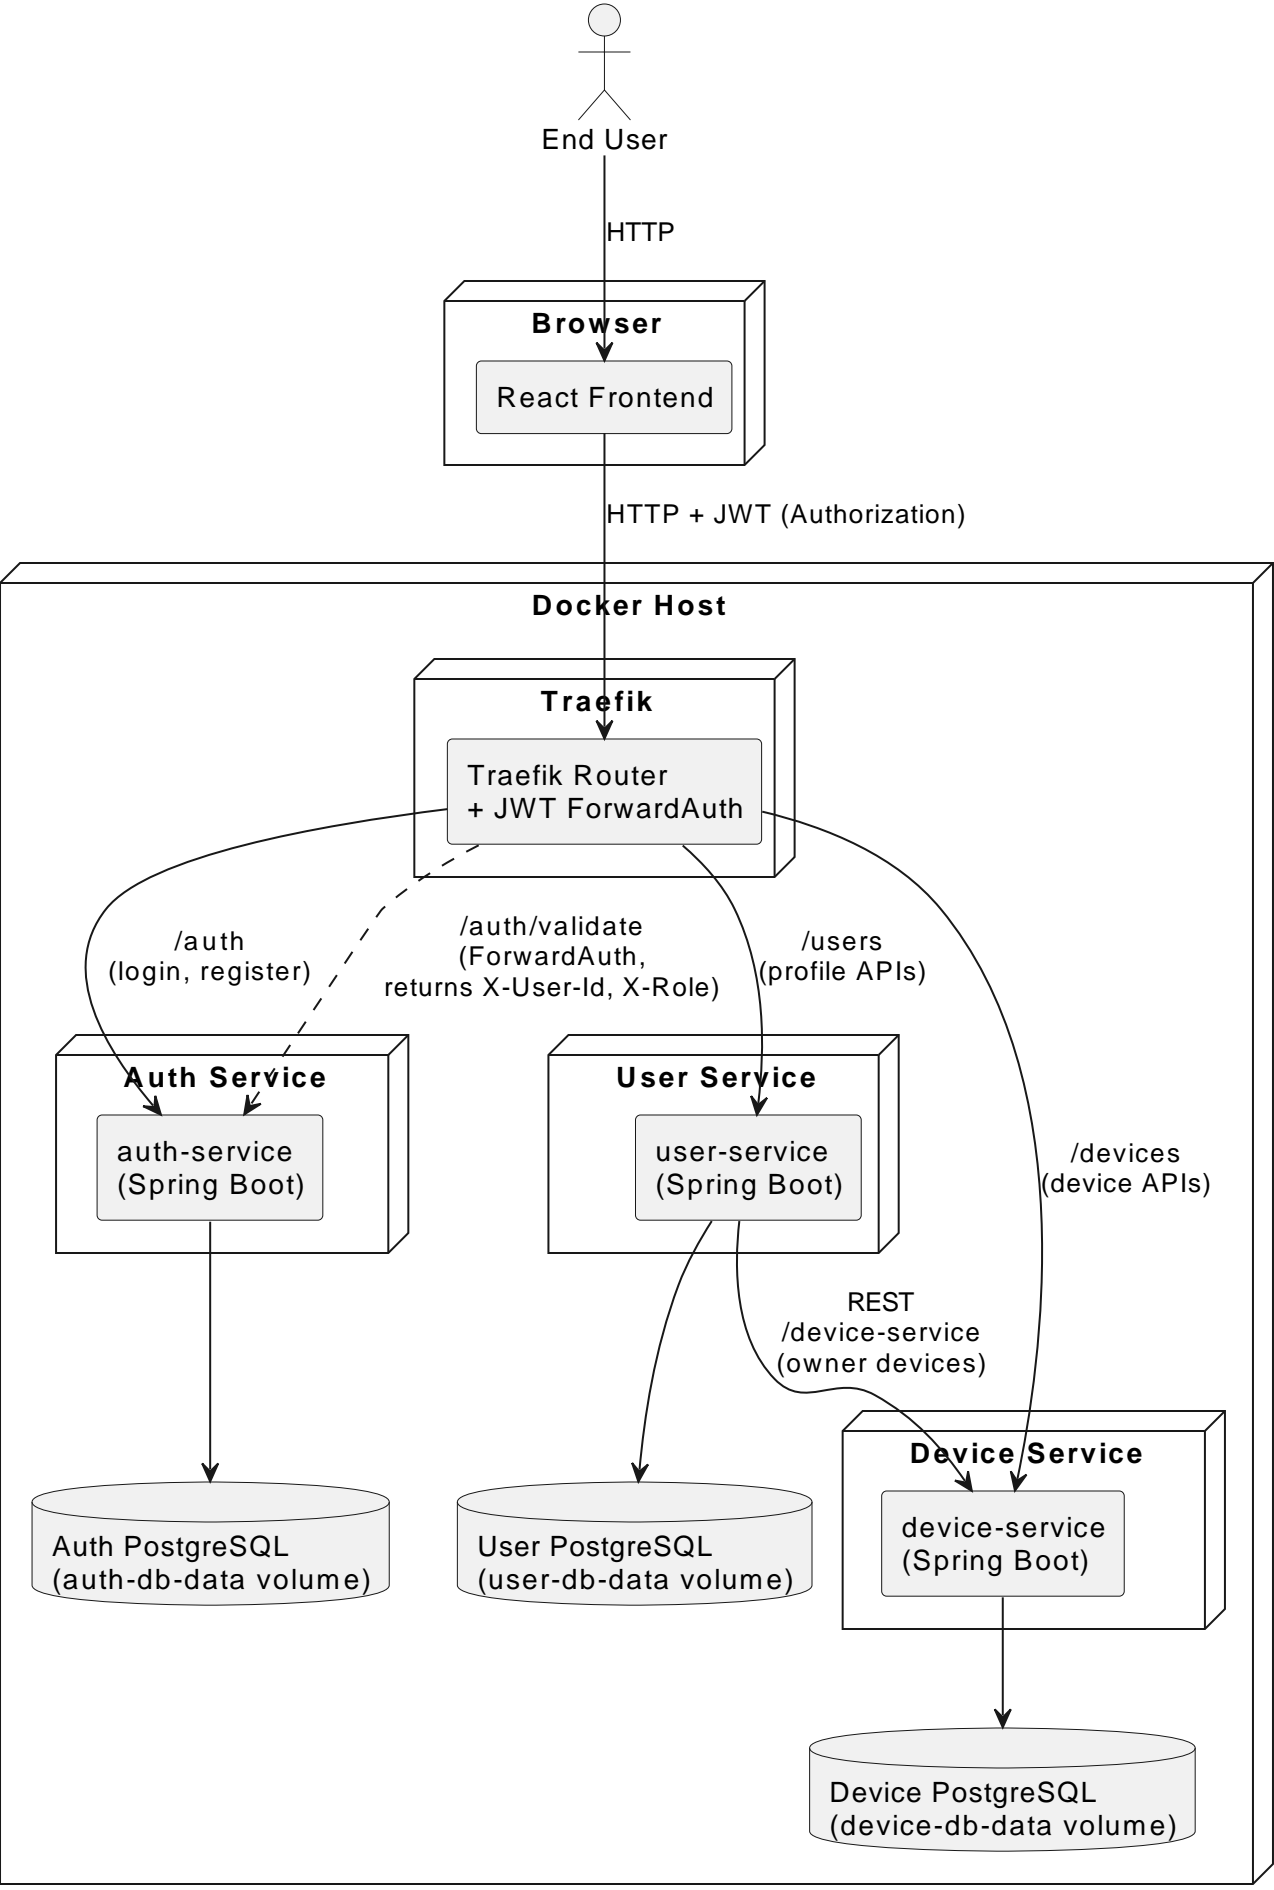 End User
HTTP
Browser
React Frontend
HTTP + JWT (Authorization)
Docker Host
Traefik
Traefik Router
+ JWT ForwardAuth
/auth
(login, register)
/auth/validate
(ForwardAuth,
returns X-User-Id, X-Role)
/users
(profile APIs)
Auth Service
auth-service
(Spring Boot)
User Service
user-service
(Spring Boot)
/devices
(device APIs)
REST
/device-service
(owner devices)
Device Service
device-service
(Spring Boot)
Auth PostgreSQL
(auth-db-data volume)
User PostgreSQL
(user-db-data volume)
Device PostgreSQL
(device-db-data volume)